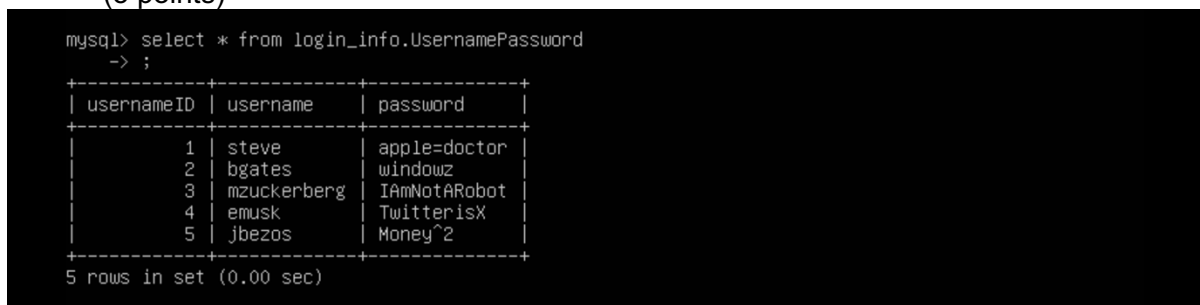 mysql> select * from login_info.UsernamePassword
    -> ;
+------------+-------------+--------------+
| usernameID | username    | password     |
+------------+-------------+--------------+
|          1 | steve       | apple=doctor |
|          2 | bgates      | windowz      |
|          3 | mzuckerberg | IAmNotARobot |
|          4 | emusk       | TwitterisX   |
|          5 | jbezos      | Money^2      |
+------------+-------------+--------------+
5 rows in set (0.00 sec)